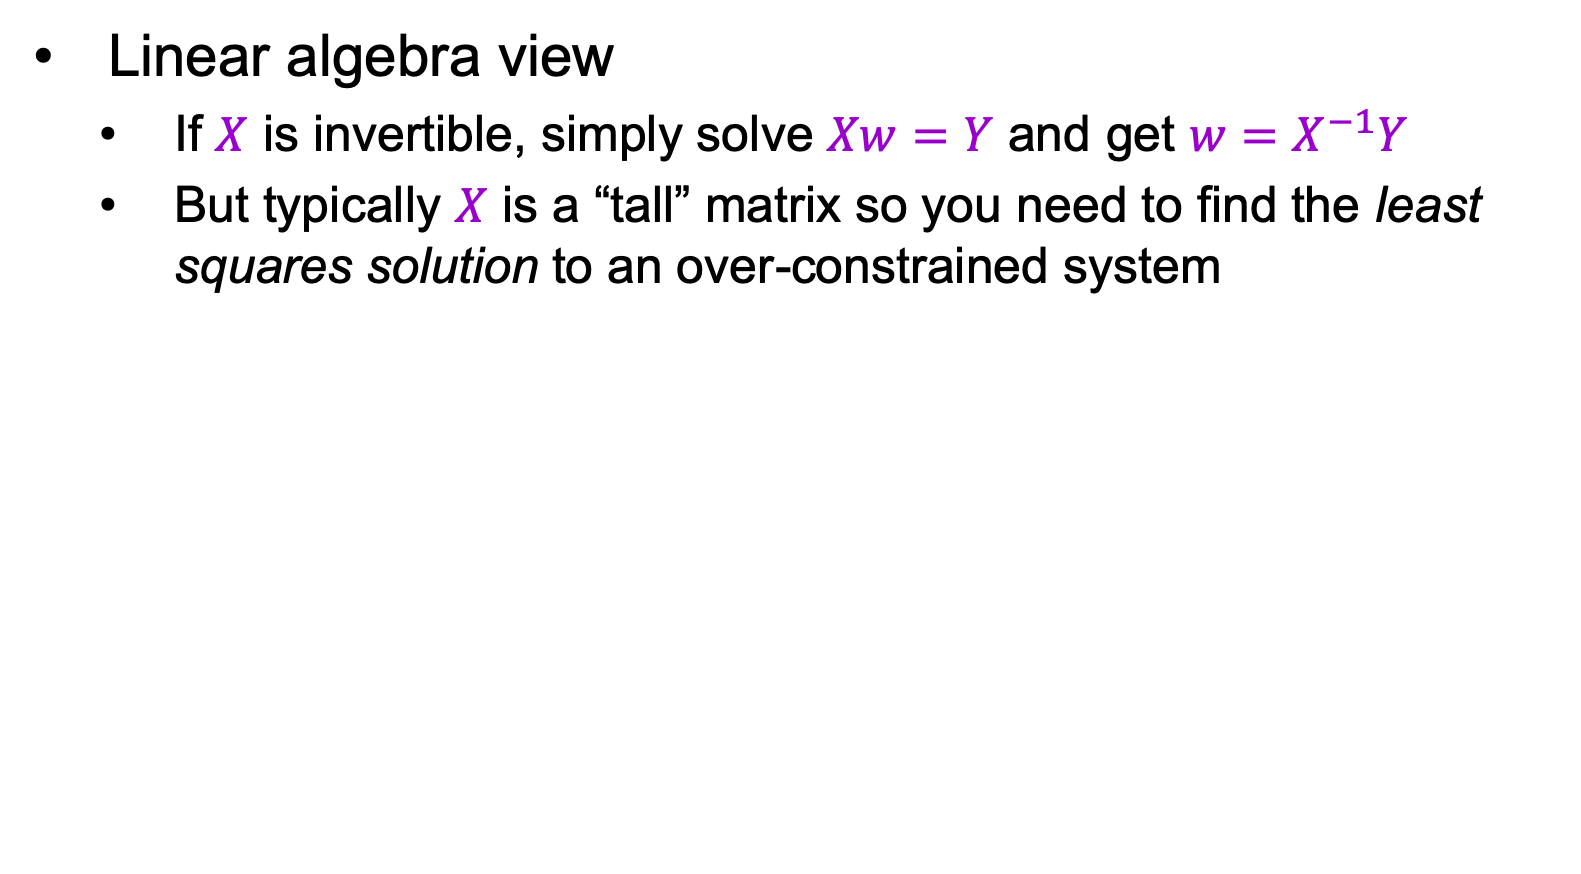 • Linear algebra view
• If X is invertible, simply solve Xw = Y and get w = X⁻¹Y
• But typically X is a “tall” matrix so you need to find the least
squares solution to an over-constrained system